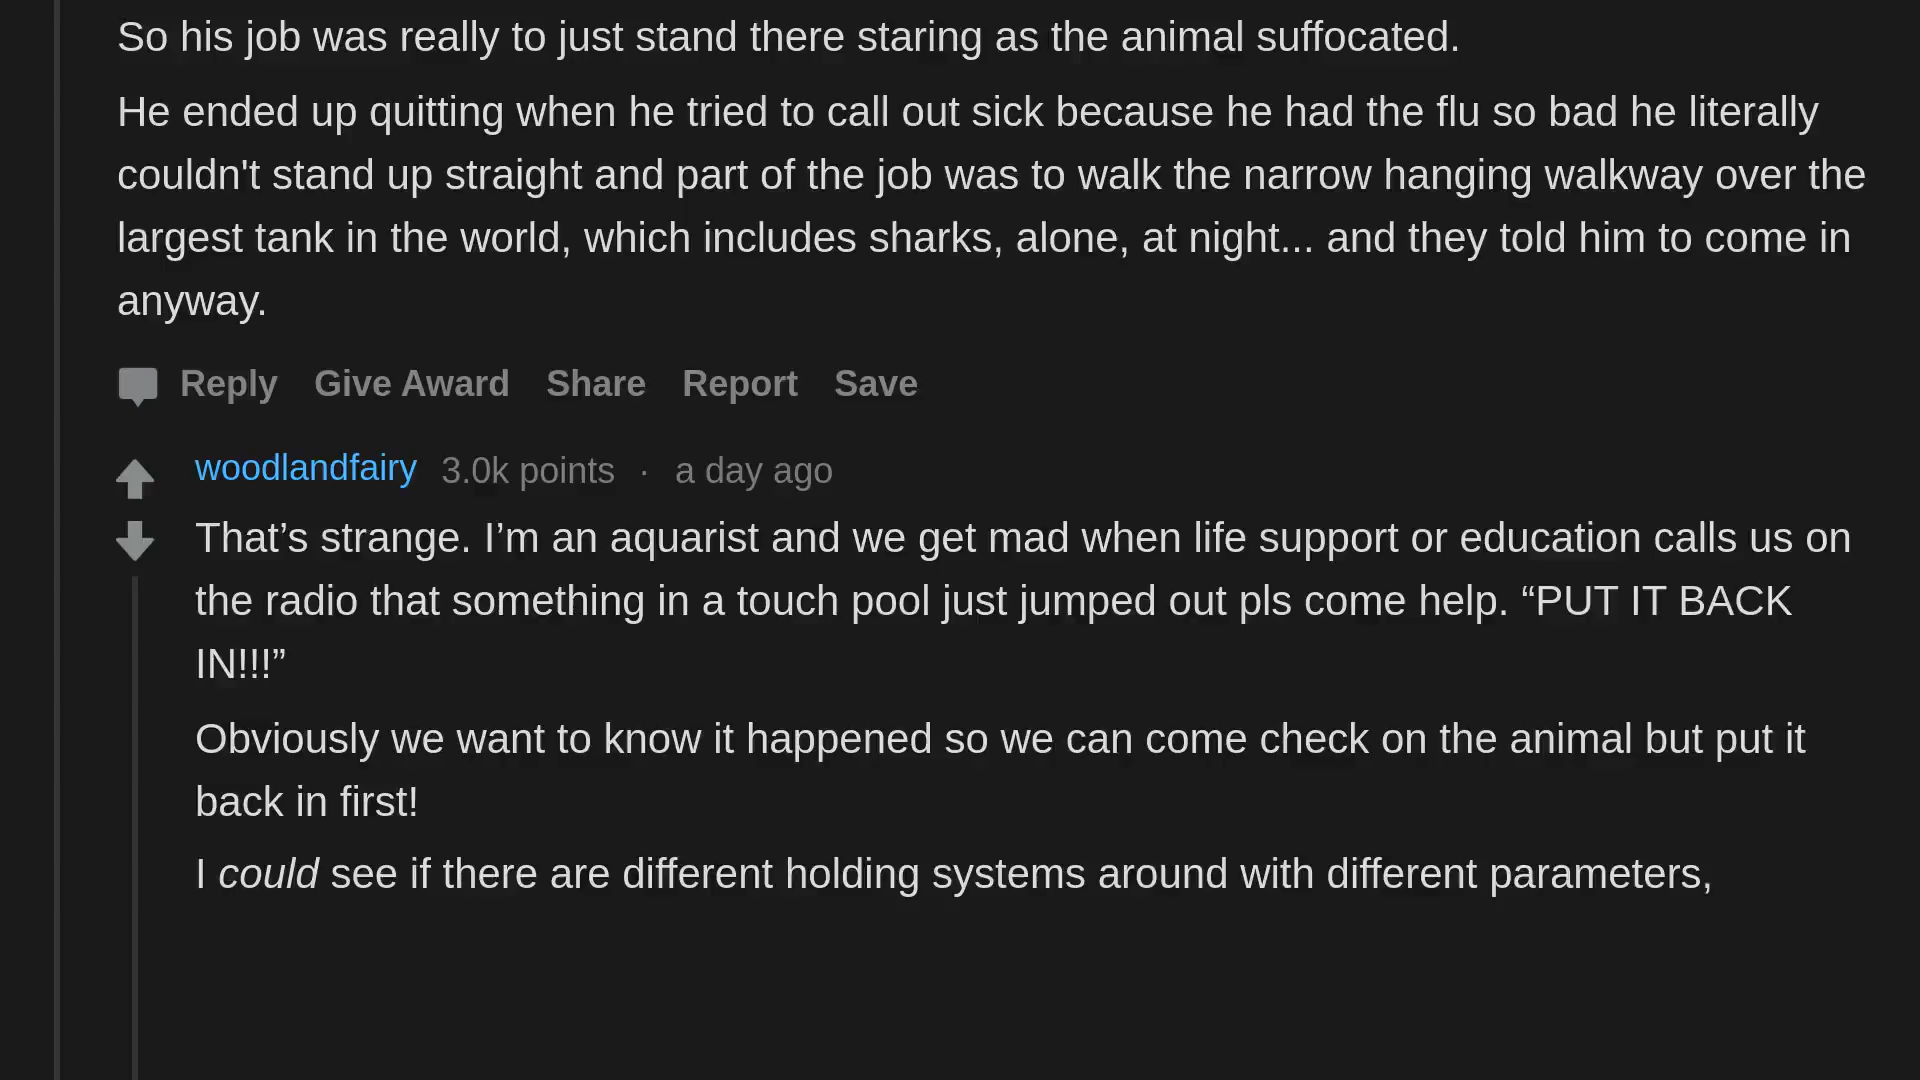 So his job was really to just stand there staring as the animal suffocated.
He ended up quitting when he tried to call out sick because he had the flu so bad he literally
couldn't stand up straight and part of the job was to walk the narrow hanging walkway over the
largest tank in the world, which includes sharks, alone, at night... and they told him to come in
anyway.
Reply Give Award Share Report Save
woodlandfairy 3.0k points · a day ago
That’s strange. I’m an aquarist and we get mad when life support or education calls us on
the radio that something in a touch pool just jumped out pls come help. “PUT IT BACK
IN!!!”
Obviously we want to know it happened so we can come check on the animal but put it
back in first!
I could see if there are different holding systems around with different parameters,